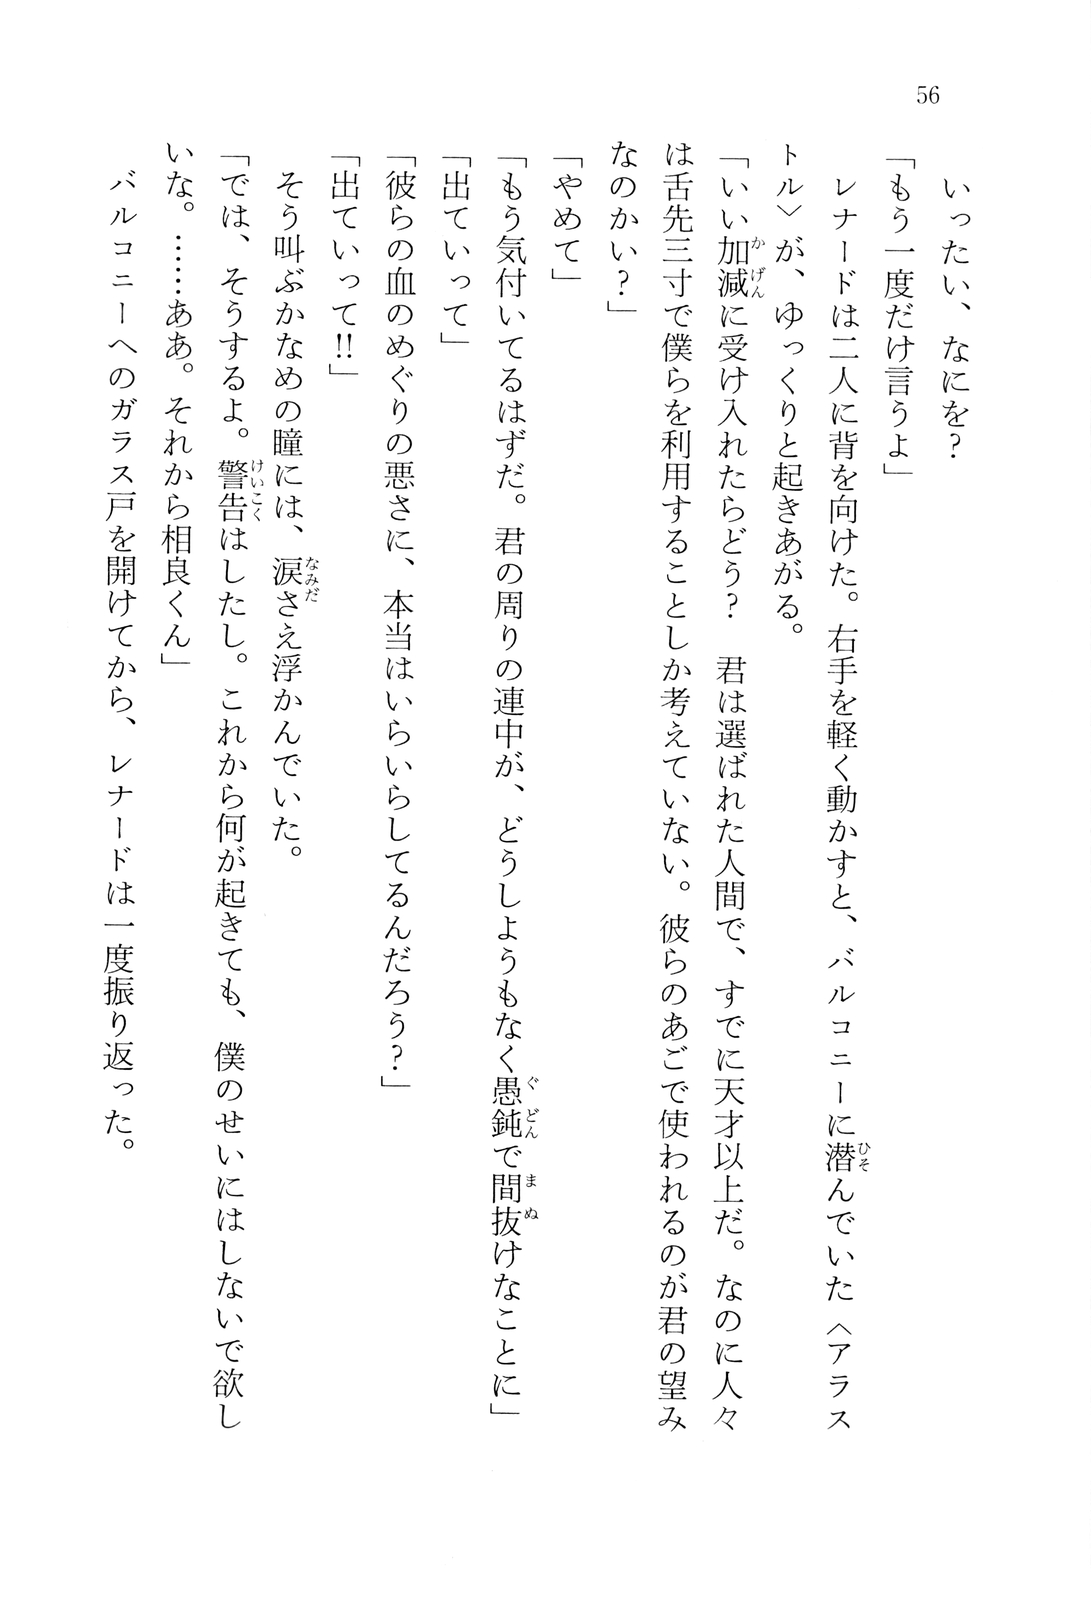 56
いったい、なにを?
「もう一度だけ言うよ」
レナードは二人に背を向けた。右手を軽く動かすと、バルコニーに潜んでいた〈アラス
トル〉が、ゆっくりと起きあがる。
「いい加減に受け入れたらどう? 君は選ばれた人間で、すでに天才以上だ。なのに人々
は舌先三寸で僕らを利用することしか考えていない。彼らのあごで使われるのが君の望み
なのかい?」
「やめて」
「もう気付いてるはずだ。君の周りの連中が、どうしようもなく愚鈍で間抜けなことに」
「出ていって」
「彼らの血のめぐりの悪さに、本当はいらいらしてるんだろう?」
「出ていって!!」
そう叫ぶかなめの瞳には、涙さえ浮かんでいた。
「では、そうするよ。警告はしたし。これから何が起きても、僕のせいにはしないで欲し
いな。……ああ。それから相良くん」
バルコニーへのガラス戸を開けてから、レナードは一度振り返った。